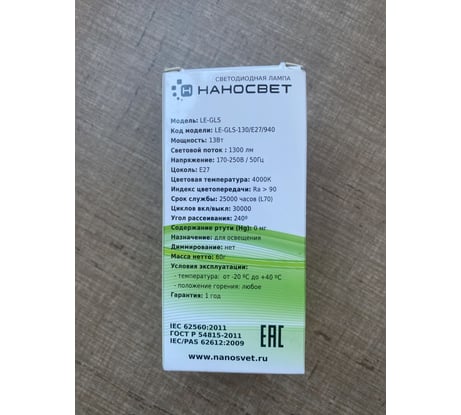 СВЕТОДИОДНАЯ ЛАМПА
НАНОСВЕТ
Модель: LE-GLS
Код модели: LE-GLS-130/E27/940
Мощность: 13Вт
Световой поток : 1300 лм
Напряжение: 170-250В / 50Гц
Цоколь: E27
Цветовая температура: 4000К
Индекс цветопередачи: Ra > 90
Срок службы: 25000 часов (L70)
Циклов вкл/выкл: 30000
Угол рассеивания: 240º
Содержание ртути (Hg): 0 мг
Назначение: для освещения
Диммирование: нет
Масса нетто: 60г
Условия эксплуатации:
- температура: от -20 ºС до +40 ºС
- положение горения: любое
Гарантия: 1 год
IEC 62560:2011
ГОСТ Р 54815-2011
IEC/PAS 62612:2009
EAC
www.nanosvet.ru